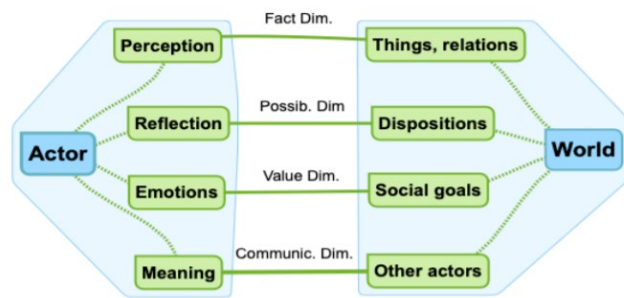 Fact Dim.
Perception
Things, relations
Possib. Dim
Reflection
Dispositions
Actor
World
Value Dim.
Emotions
Social goals
Communic. Dim.
Meaning
Other actors